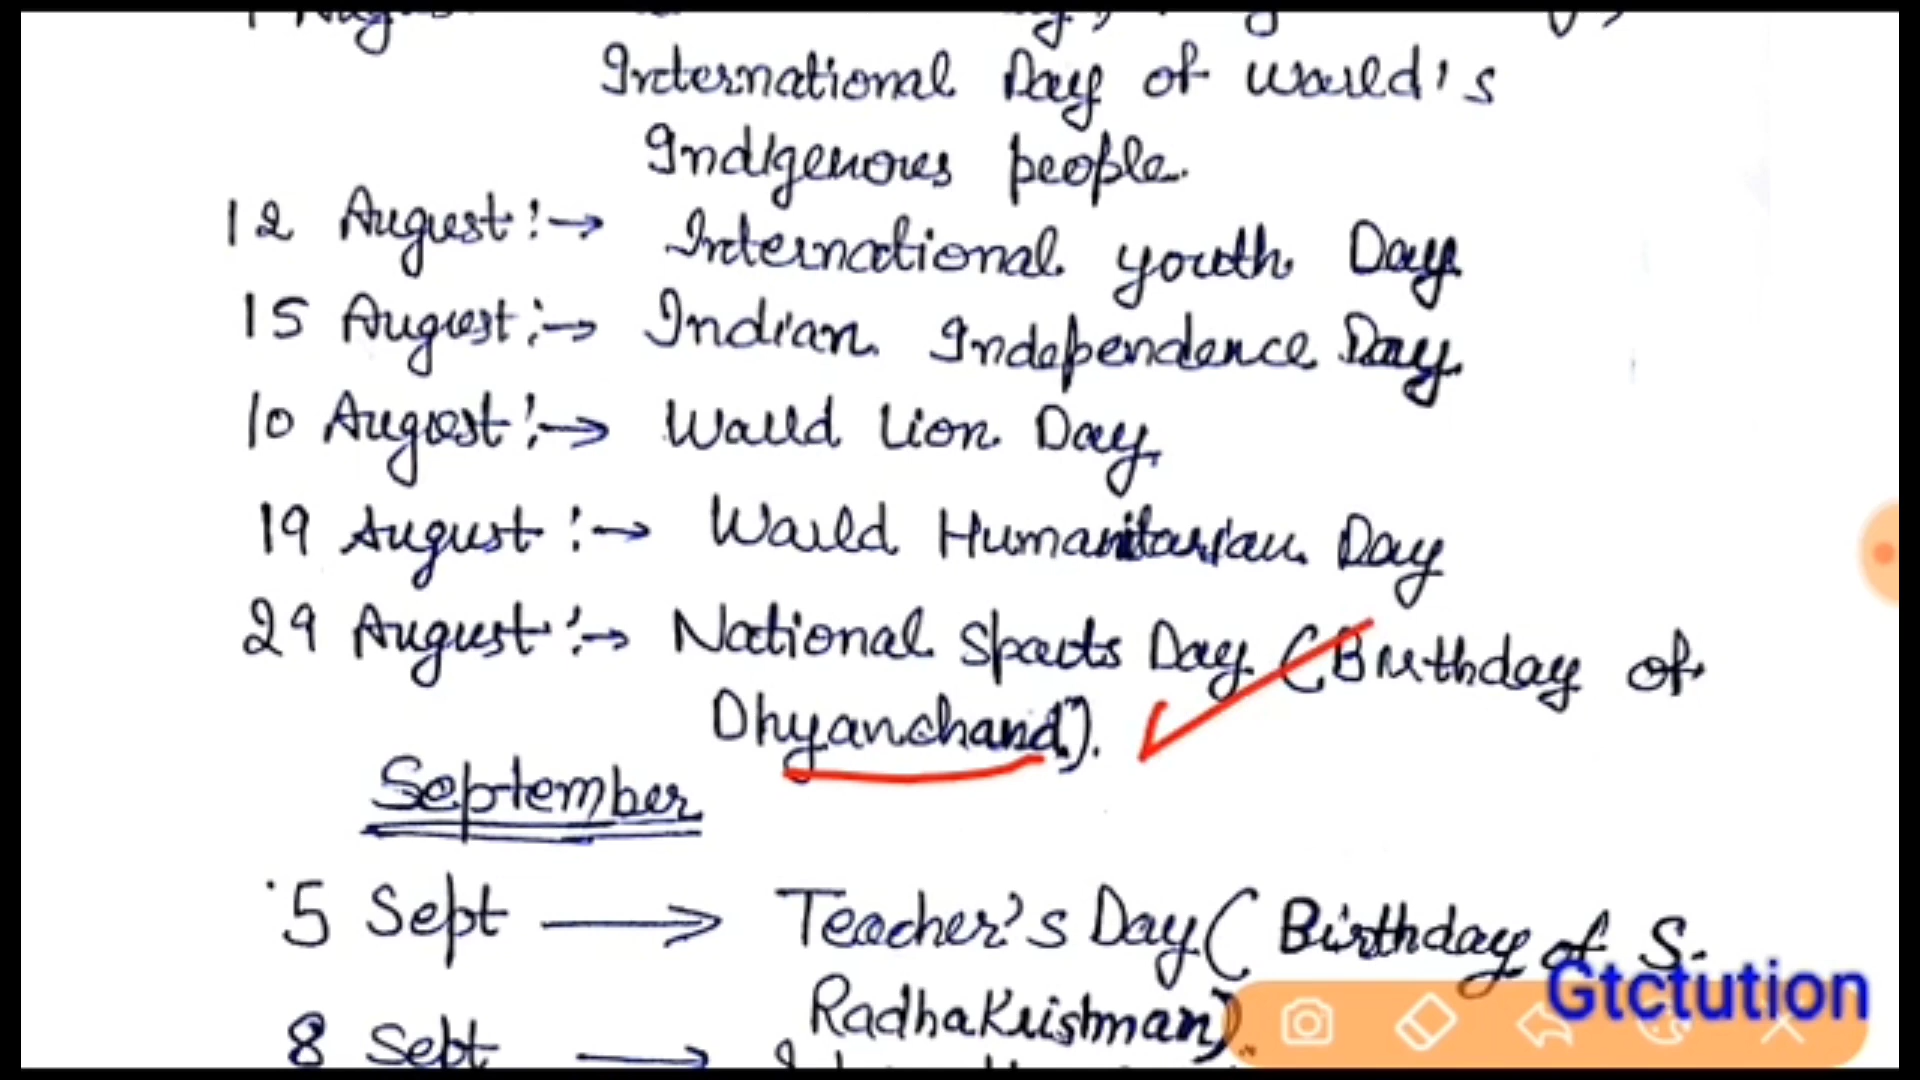 August
International Day of World's
Indigenous people.
12 August :→ International youth Day
15 August :→ Indian Independence Day
10 August :→ World Lion Day
19 August :→ World Humanitarian Day
29 August :→ National Sports Day (Birthday of
Dhyanchand).
September
5 Sept → Teacher's Day (Birthday of S.
RadhaKrishnan).
8 Sept →
Gtctution